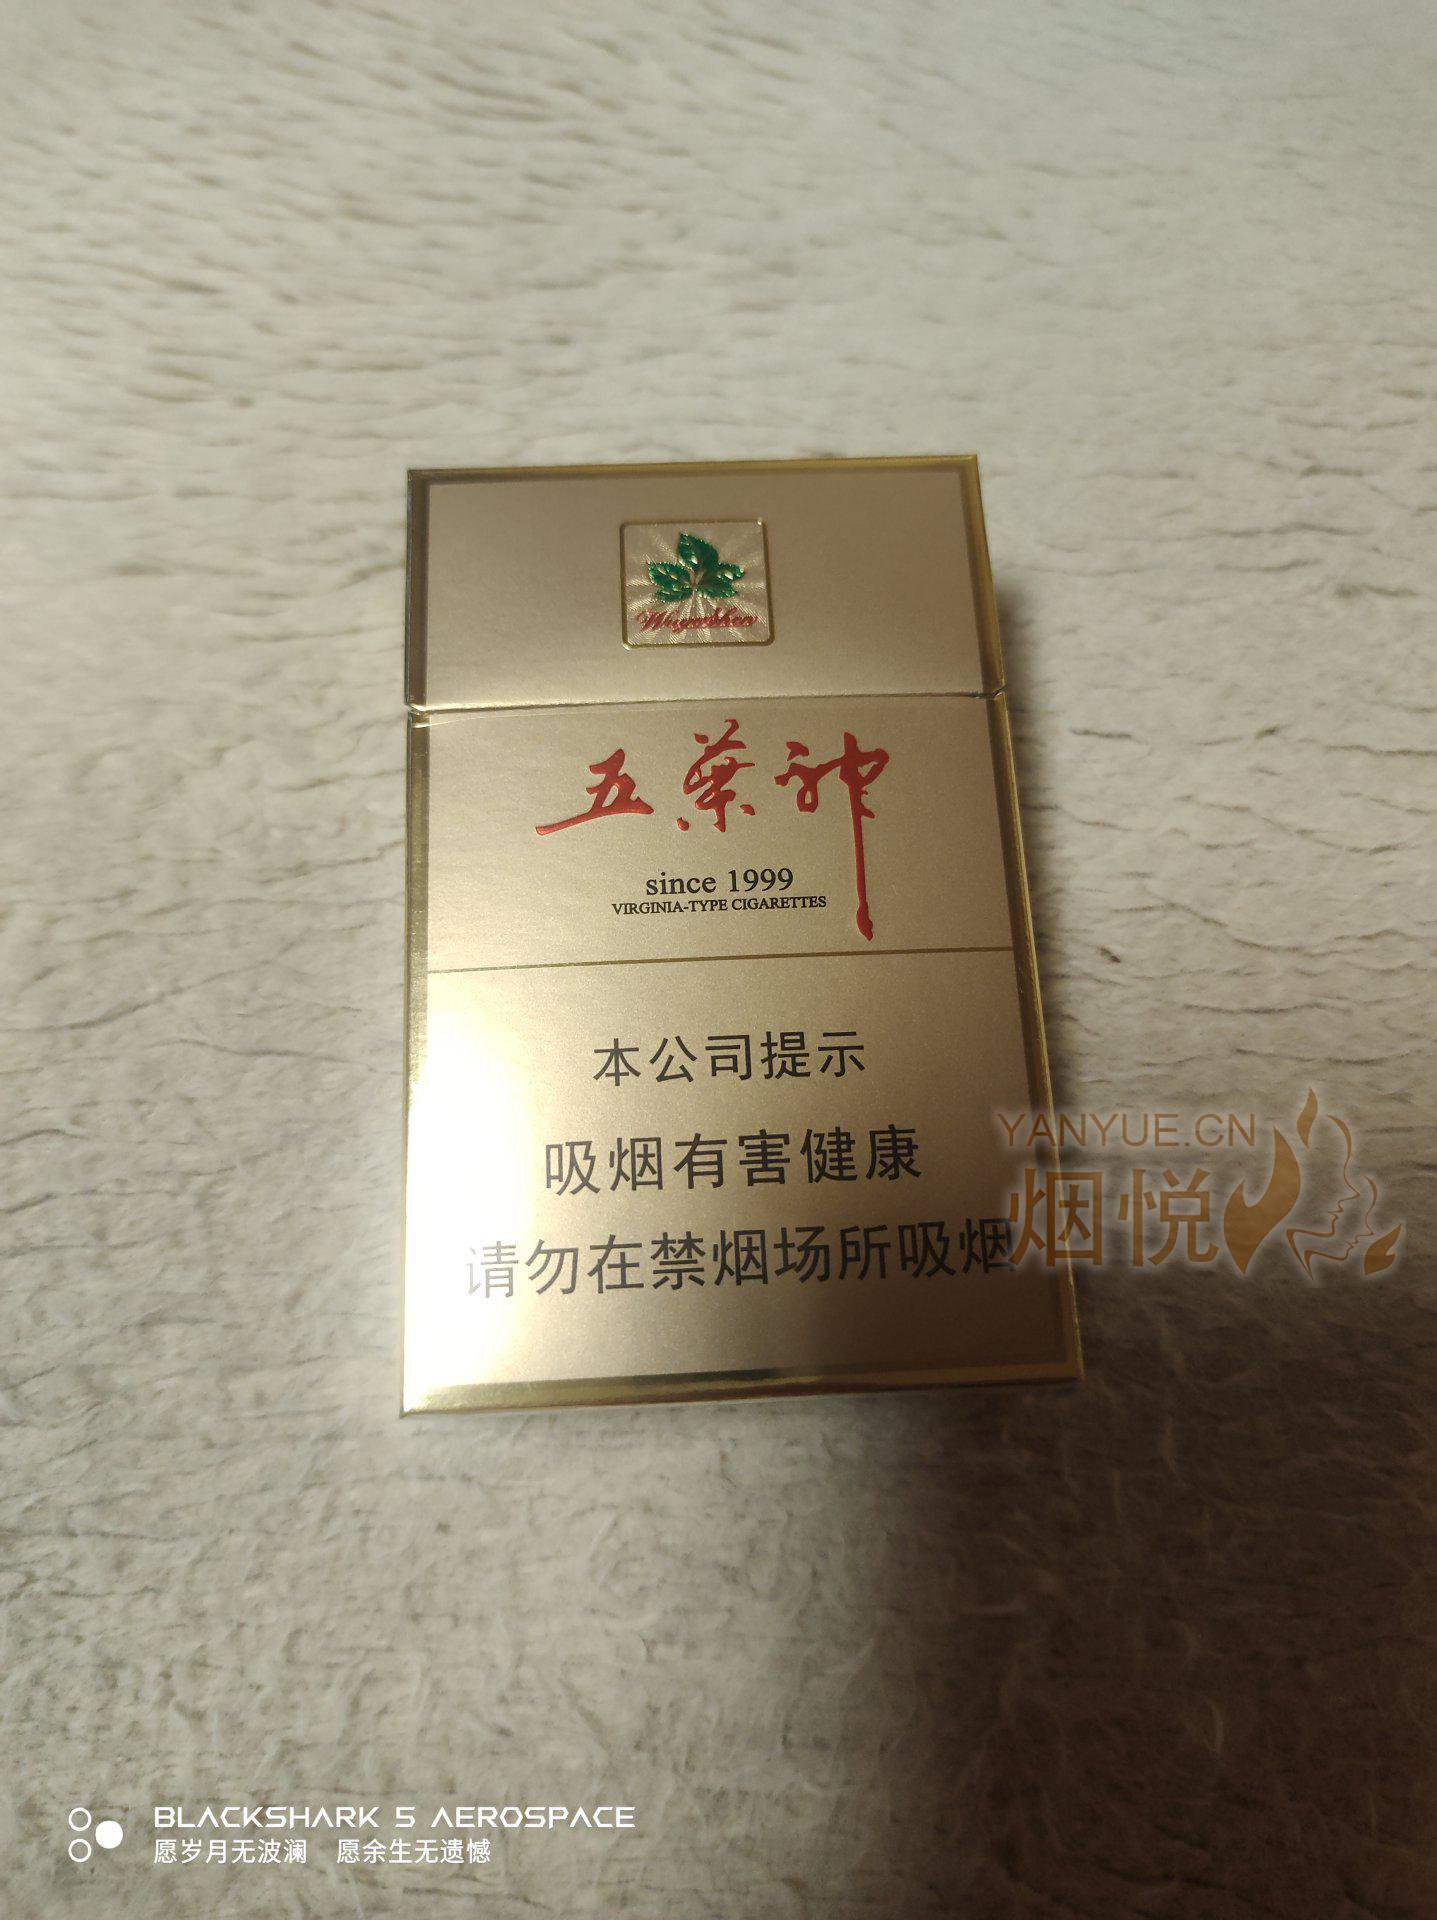 WuyeShen
五葉神
since 1999
VIRGINIA-TYPE CIGARETTES
本公司提示
吸烟有害健康
请勿在禁烟场所吸烟
YANYUE.CN
烟悦
BLACKSHARK 5 AEROSPACE
愿岁月无波澜 愿余生无遗憾